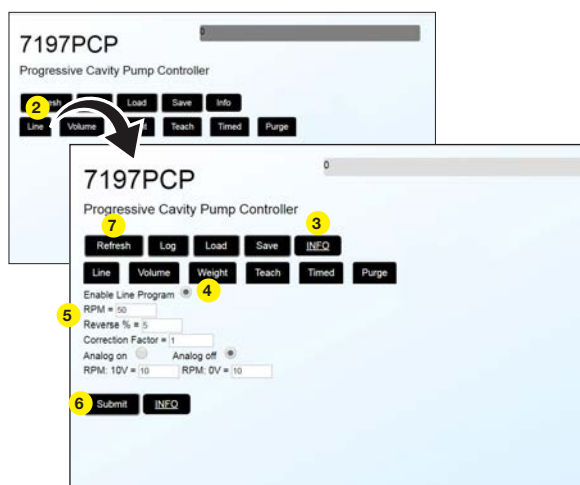 0
7197PCP
Progressive Cavity Pump Controller
2
Load Save Info
Line Volume Teach Timed Purge
0
7197PCP
Progressive Cavity Pump Controller
7 3
Refresh Log Load Save INFO
Line Volume Weight Teach Timed Purge
Enable Line Program 4
5 RPM = 50
Reverse % = 5
Correction Factor = 1
Analog on Analog off
RPM: 10V = 10 RPM: 0V = 10
6 Submit INFO